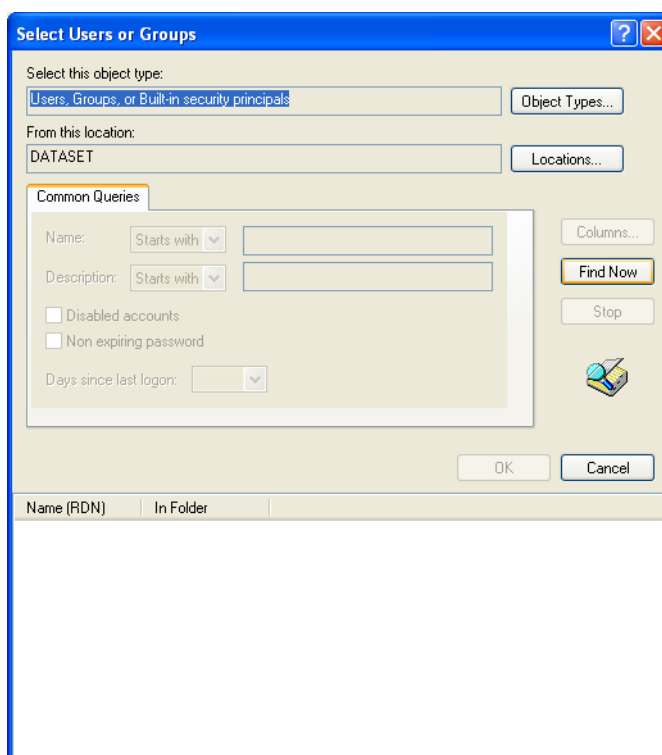 Select Users or Groups
Select this object type:
Users, Groups, or Built-in security principals
Object Types...
From this location:
DATASET
Locations...
Common Queries
Name: Starts with
Columns...
Description: Starts with
Find Now
Disabled accounts
Stop
Non expiring password
Days since last logon:
OK Cancel
Name (RDN) In Folder